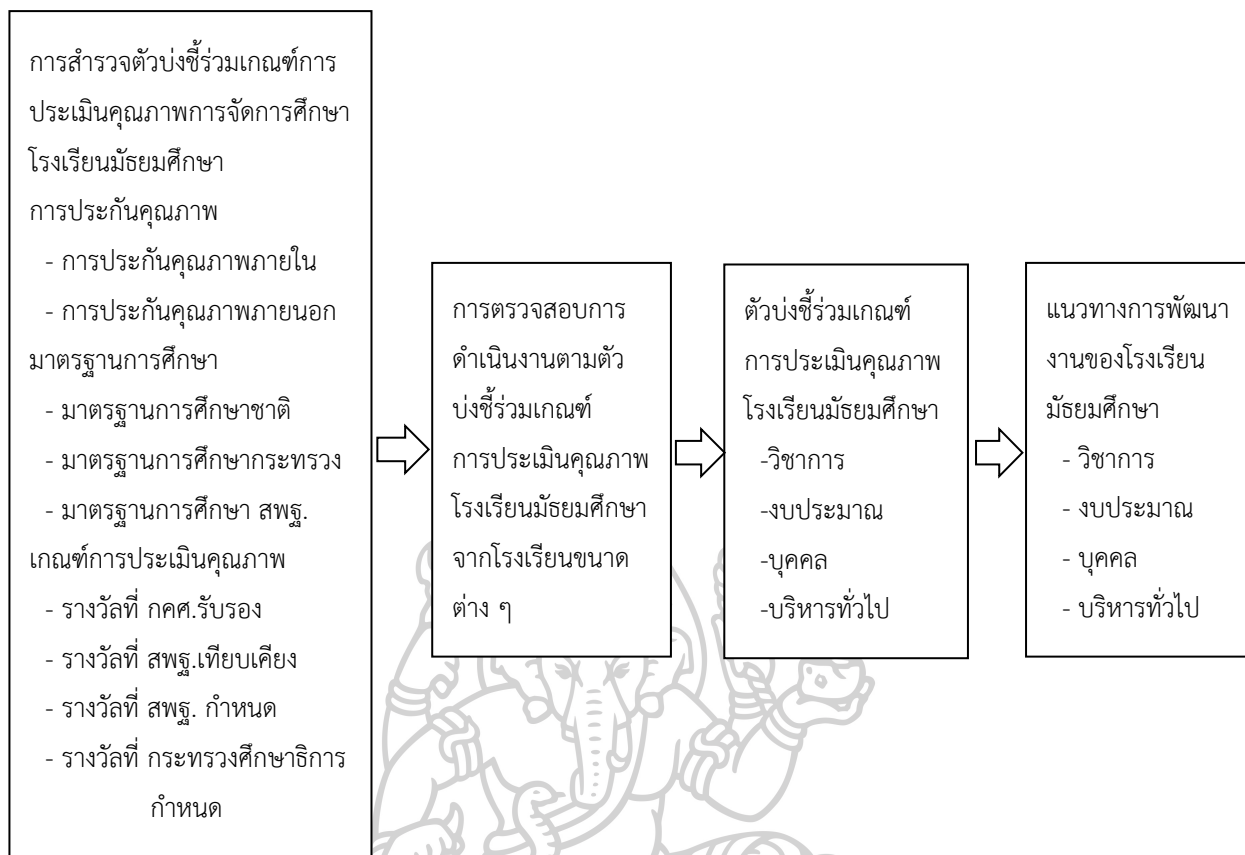 การสำรวจตัวบ่งชี้ร่วมเกณฑ์การ
ประเมินคุณภาพการจัดการศึกษา
โรงเรียนมัธยมศึกษา
การประกันคุณภาพ
- การประกันคุณภาพภายใน
- การประกันคุณภาพภายนอก
มาตรฐานการศึกษา
- มาตรฐานการศึกษาชาติ
- มาตรฐานการศึกษากระทรวง
- มาตรฐานการศึกษา สพฐ.
เกณฑ์การประเมินคุณภาพ
- รางวัลที่ กคศ.รับรอง
- รางวัลที่ สพฐ.เทียบเคียง
- รางวัลที่ สพฐ. กำหนด
- รางวัลที่ กระทรวงศึกษาธิการ
กำหนด
การตรวจสอบการ
ดำเนินงานตามตัว
บ่งชี้ร่วมเกณฑ์
การประเมินคุณภาพ
โรงเรียนมัธยมศึกษา
จากโรงเรียนขนาด
ต่าง ๆ
ตัวบ่งชี้ร่วมเกณฑ์
การประเมินคุณภาพ
โรงเรียนมัธยมศึกษา
-วิชาการ
-งบประมาณ
-บุคคล
-บริหารทั่วไป
แนวทางการพัฒนา
งานของโรงเรียน
มัธยมศึกษา
- วิชาการ
- งบประมาณ
- บุคคล
- บริหารทั่วไป